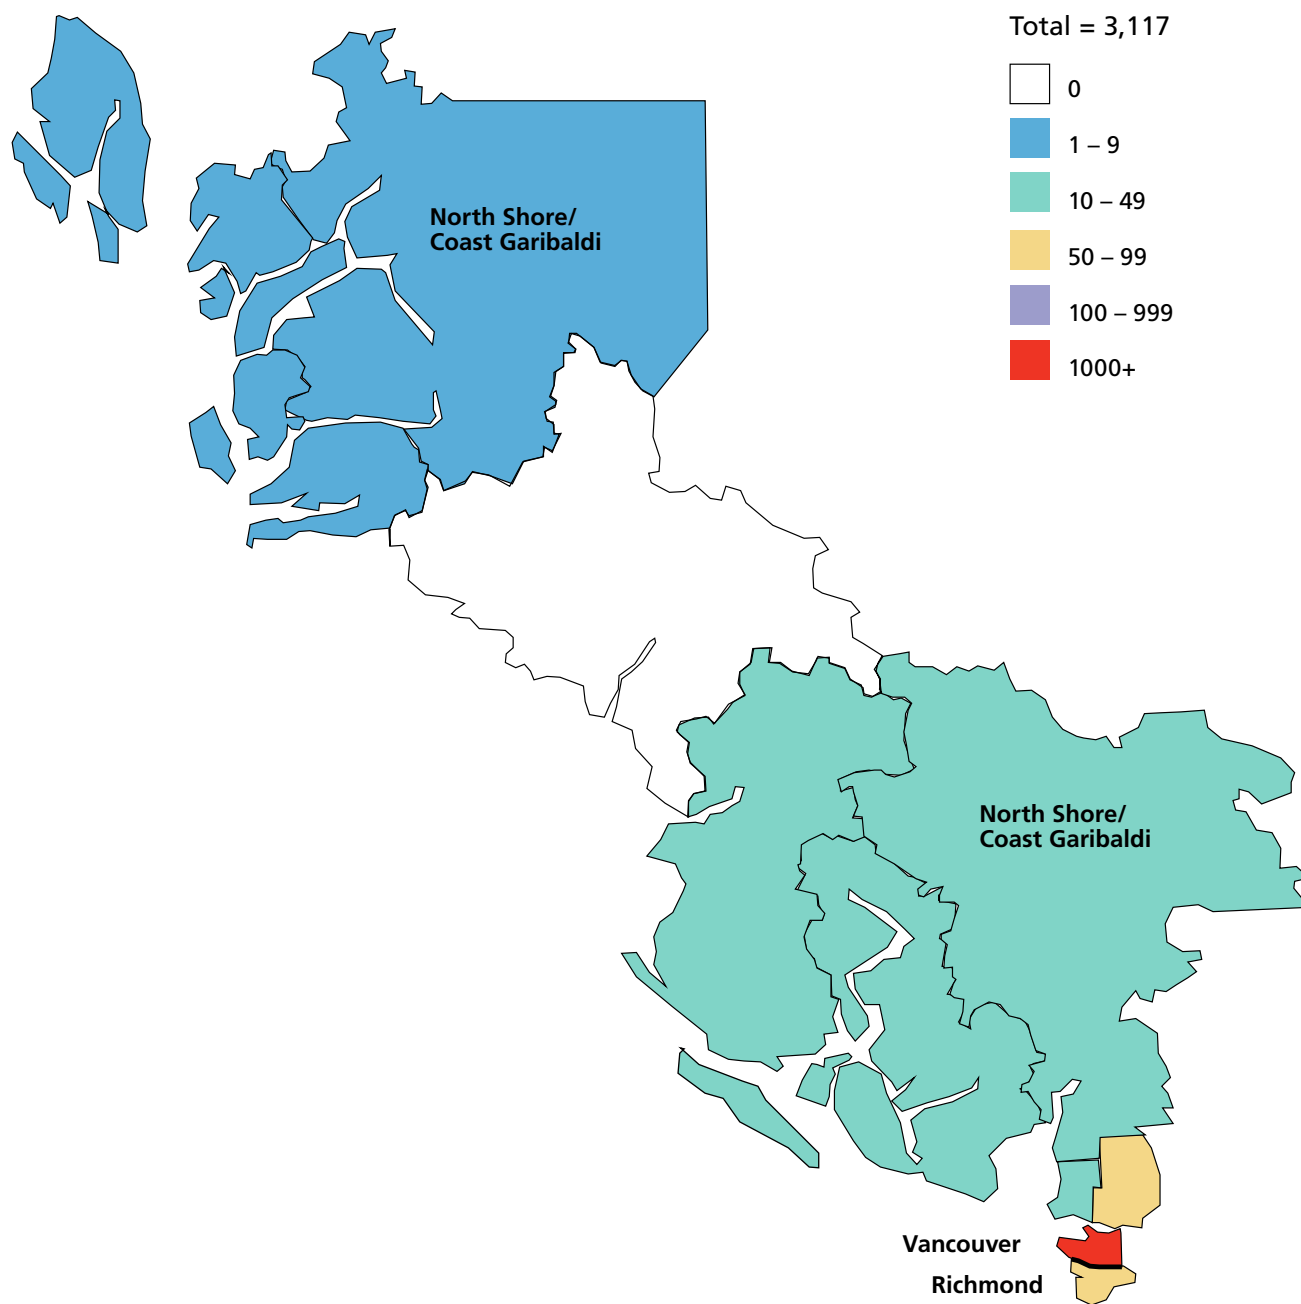 Total = 3,117
0
1 – 9
10 – 49
50 – 99
100 – 999
1000+
North Shore/
Coast Garibaldi
North Shore/
Coast Garibaldi
Vancouver
Richmond